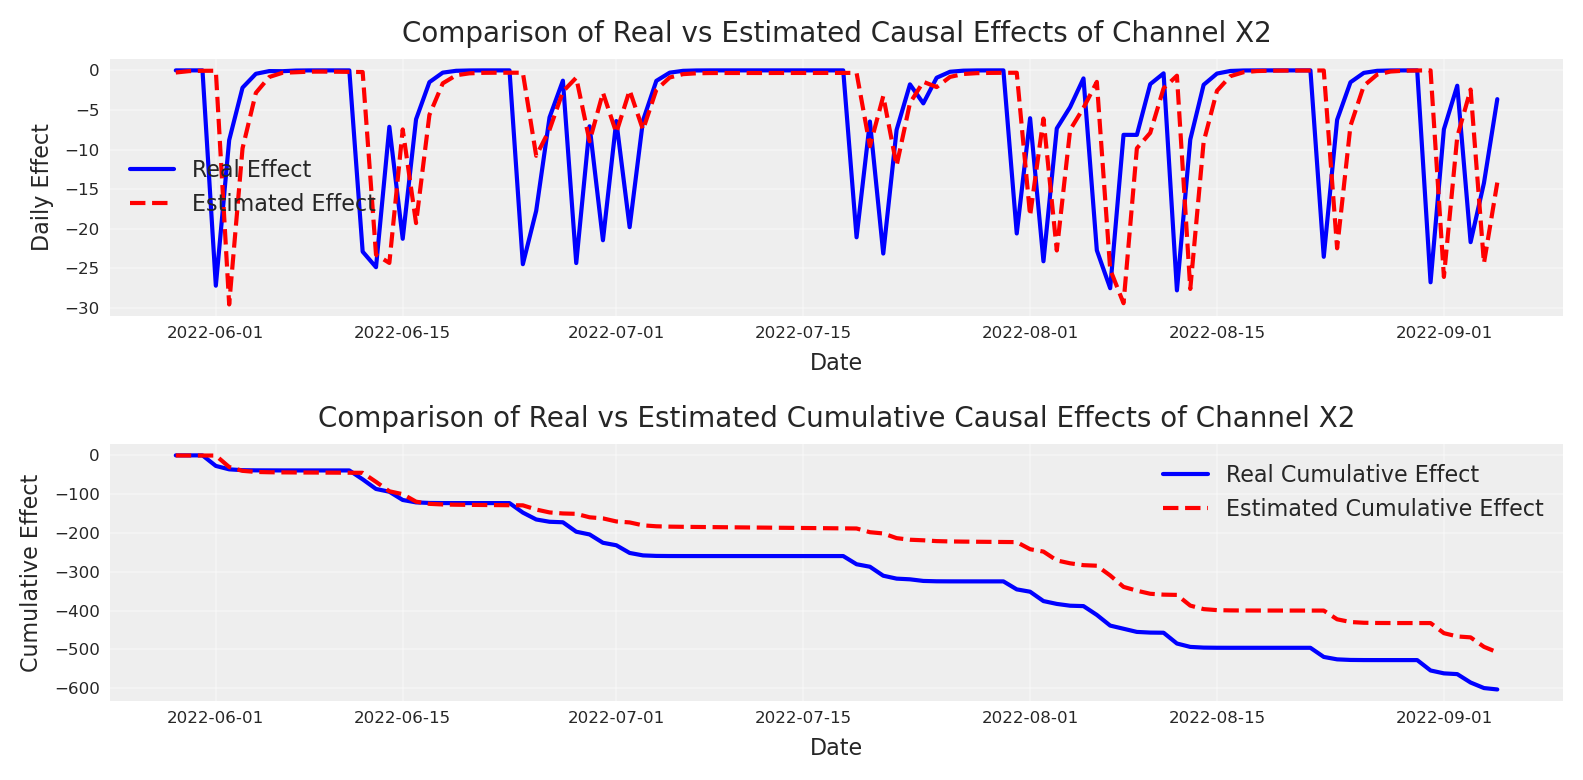 Comparison of Real vs Estimated Causal Effects of Channel X2
0
−5
−10
−15
−20
−25
−30
Daily Effect
Real Effect
Estimated Effect
2022-06-01 2022-06-15 2022-07-01 2022-07-15 2022-08-01 2022-08-15 2022-09-01
Date
Comparison of Real vs Estimated Cumulative Causal Effects of Channel X2
0
−100
−200
−300
−400
−500
−600
Cumulative Effect
Real Cumulative Effect
Estimated Cumulative Effect
2022-06-01 2022-06-15 2022-07-01 2022-07-15 2022-08-01 2022-08-15 2022-09-01
Date